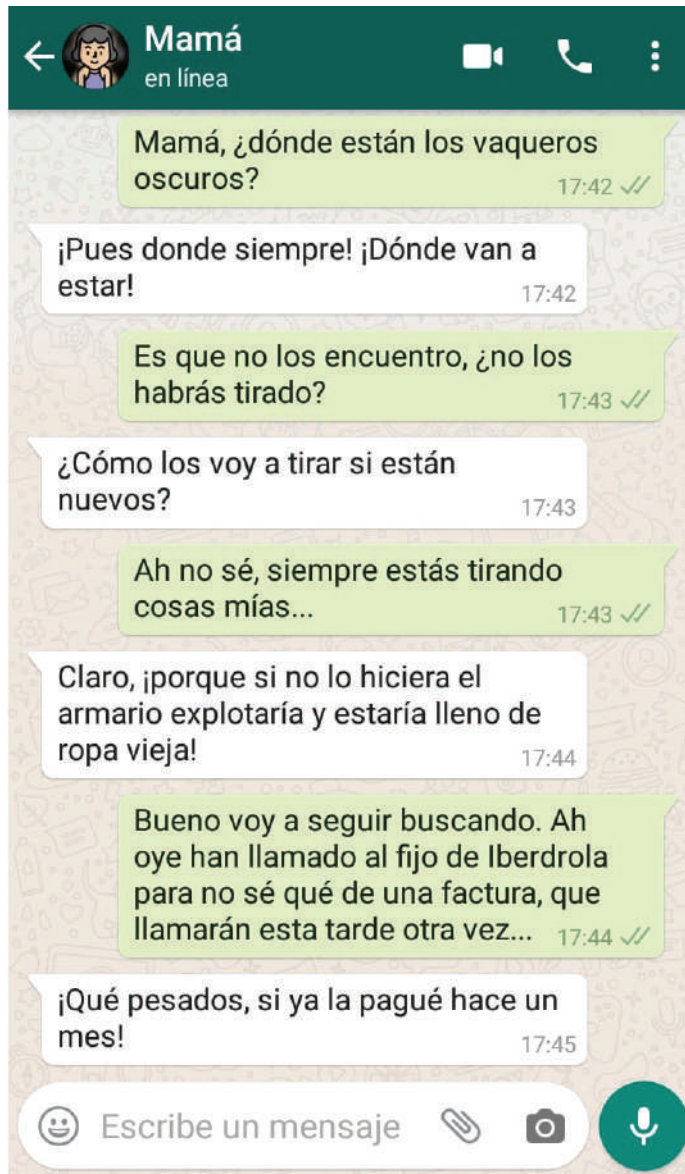 Mamá
en línea
Mamá, ¿dónde están los vaqueros
oscuros?
17:42
¡Pues donde siempre! ¡Dónde van a
estar!
17:42
Es que no los encuentro, ¿no los
habrás tirado?
17:43
¿Cómo los voy a tirar si están
nuevos?
17:43
Ah no sé, siempre estás tirando
cosas mías...
17:43
Claro, ¡porque si no lo hiciera el
armario explotaría y estaría lleno de
ropa vieja!
17:44
Bueno voy a seguir buscando. Ah
oye han llamado al fijo de Iberdrola
para no sé qué de una factura, que
llamarán esta tarde otra vez...
17:44
¡Qué pesados, si ya la pagué hace un
mes!
17:45
Escribe un mensaje